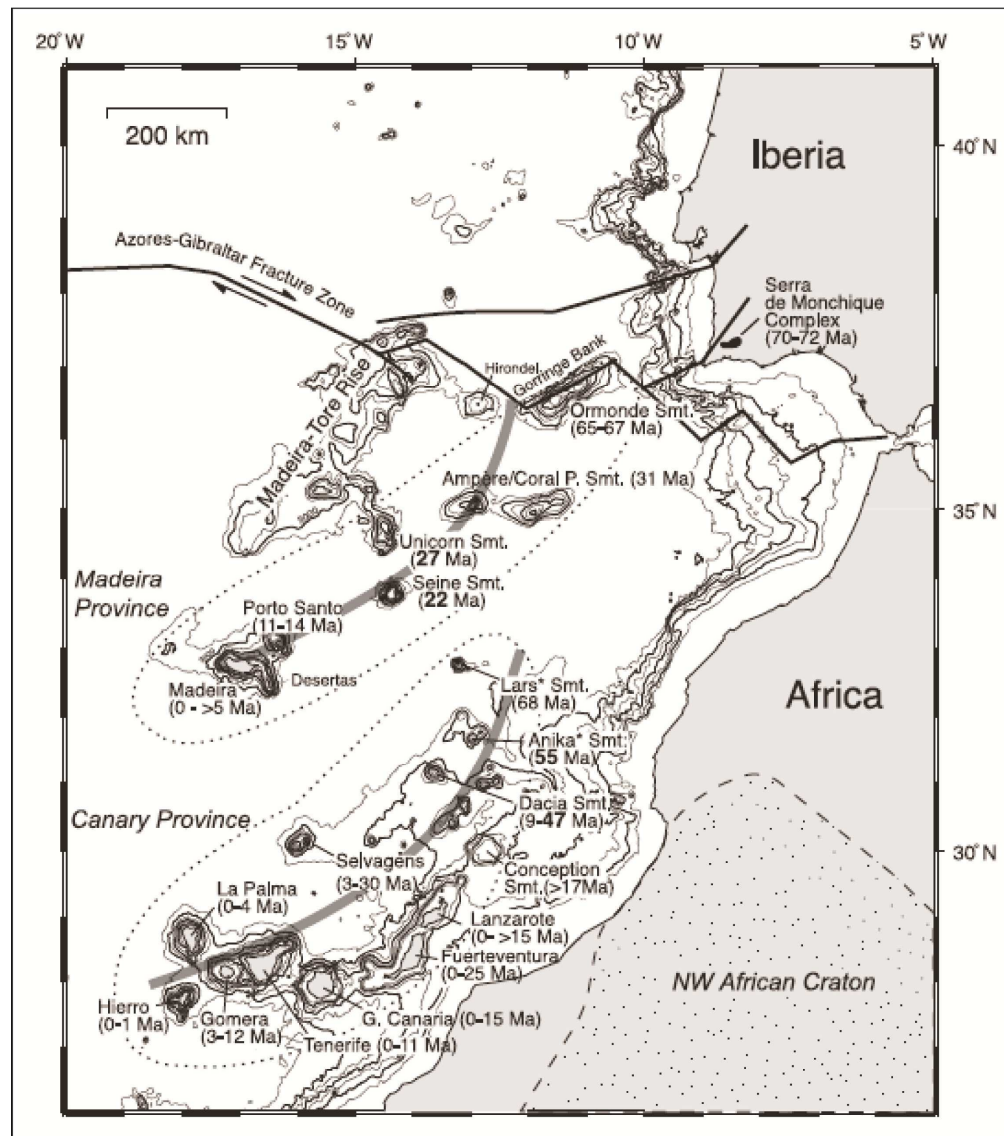 20°W
15°W
10°W
5°W
200 km
Iberia
40°N
Azores-Gibraltar Fracture Zone
Serra
de Monchique
Complex
(70-72 Ma)
Hirondel.
Gorringe Bank
Madeira-Tore Rise
Ormonde Smt.
(65-67 Ma)
Ampère/Coral P. Smt. (31 Ma)
35°N
Unicorn Smt.
(27 Ma)
Madeira
Province
Seine Smt.
(22 Ma)
Porto Santo
(11-14 Ma)
Desertas
Madeira
(0 - >5 Ma)
Lars* Smt.
(68 Ma)
Africa
Anika* Smt.
(55 Ma)
Dacia Smt.
(9-47 Ma)
Canary Province
30°N
Selvagens
(3-30 Ma)
Conception
Smt.(>17Ma)
La Palma
(0-4 Ma)
Lanzarote
(0- >15 Ma)
Fuerteventura
(0-25 Ma)
NW African Craton
Hierro
(0-1 Ma)
Gomera
(3-12 Ma)
G. Canaria (0-15 Ma)
Tenerife (0-11 Ma)